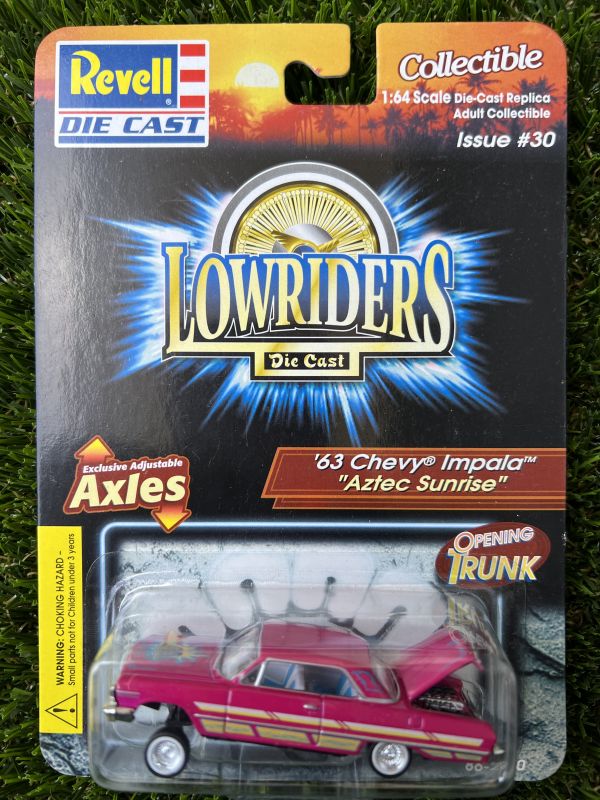 Revell
®
DIE CAST
Collectible
1:64 Scale Die-Cast Replica
Adult Collectible
Issue #30
LOWRIDERS
Die Cast
Exclusive Adjustable
Axles
'63 Chevy® Impala™
"Aztec Sunrise"
OPENING
TRUNK
WARNING: CHOKING HAZARD –
Small parts not for Children under 3 years